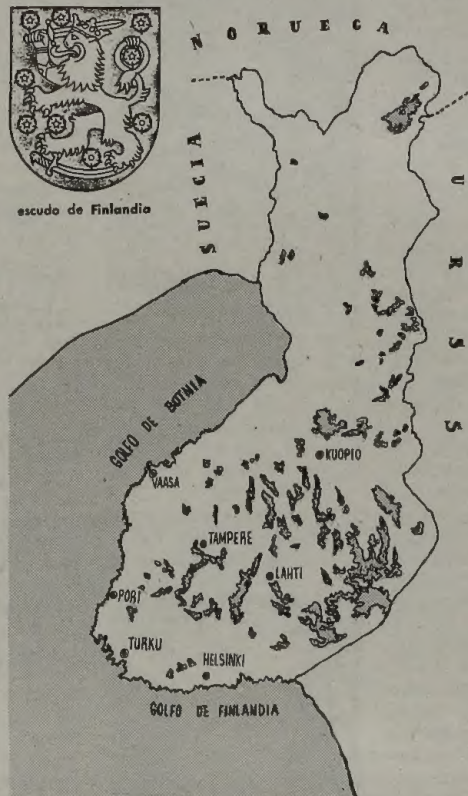 NORUEGA
escudo de Finlandia
SUECIA
URSS
GOLFO DE BOTNIA
KUOPIO
VAASA
TAMPERE
LAHTI
PORI
TURKU
HELSINKI
GOLFO DE FINLANDIA